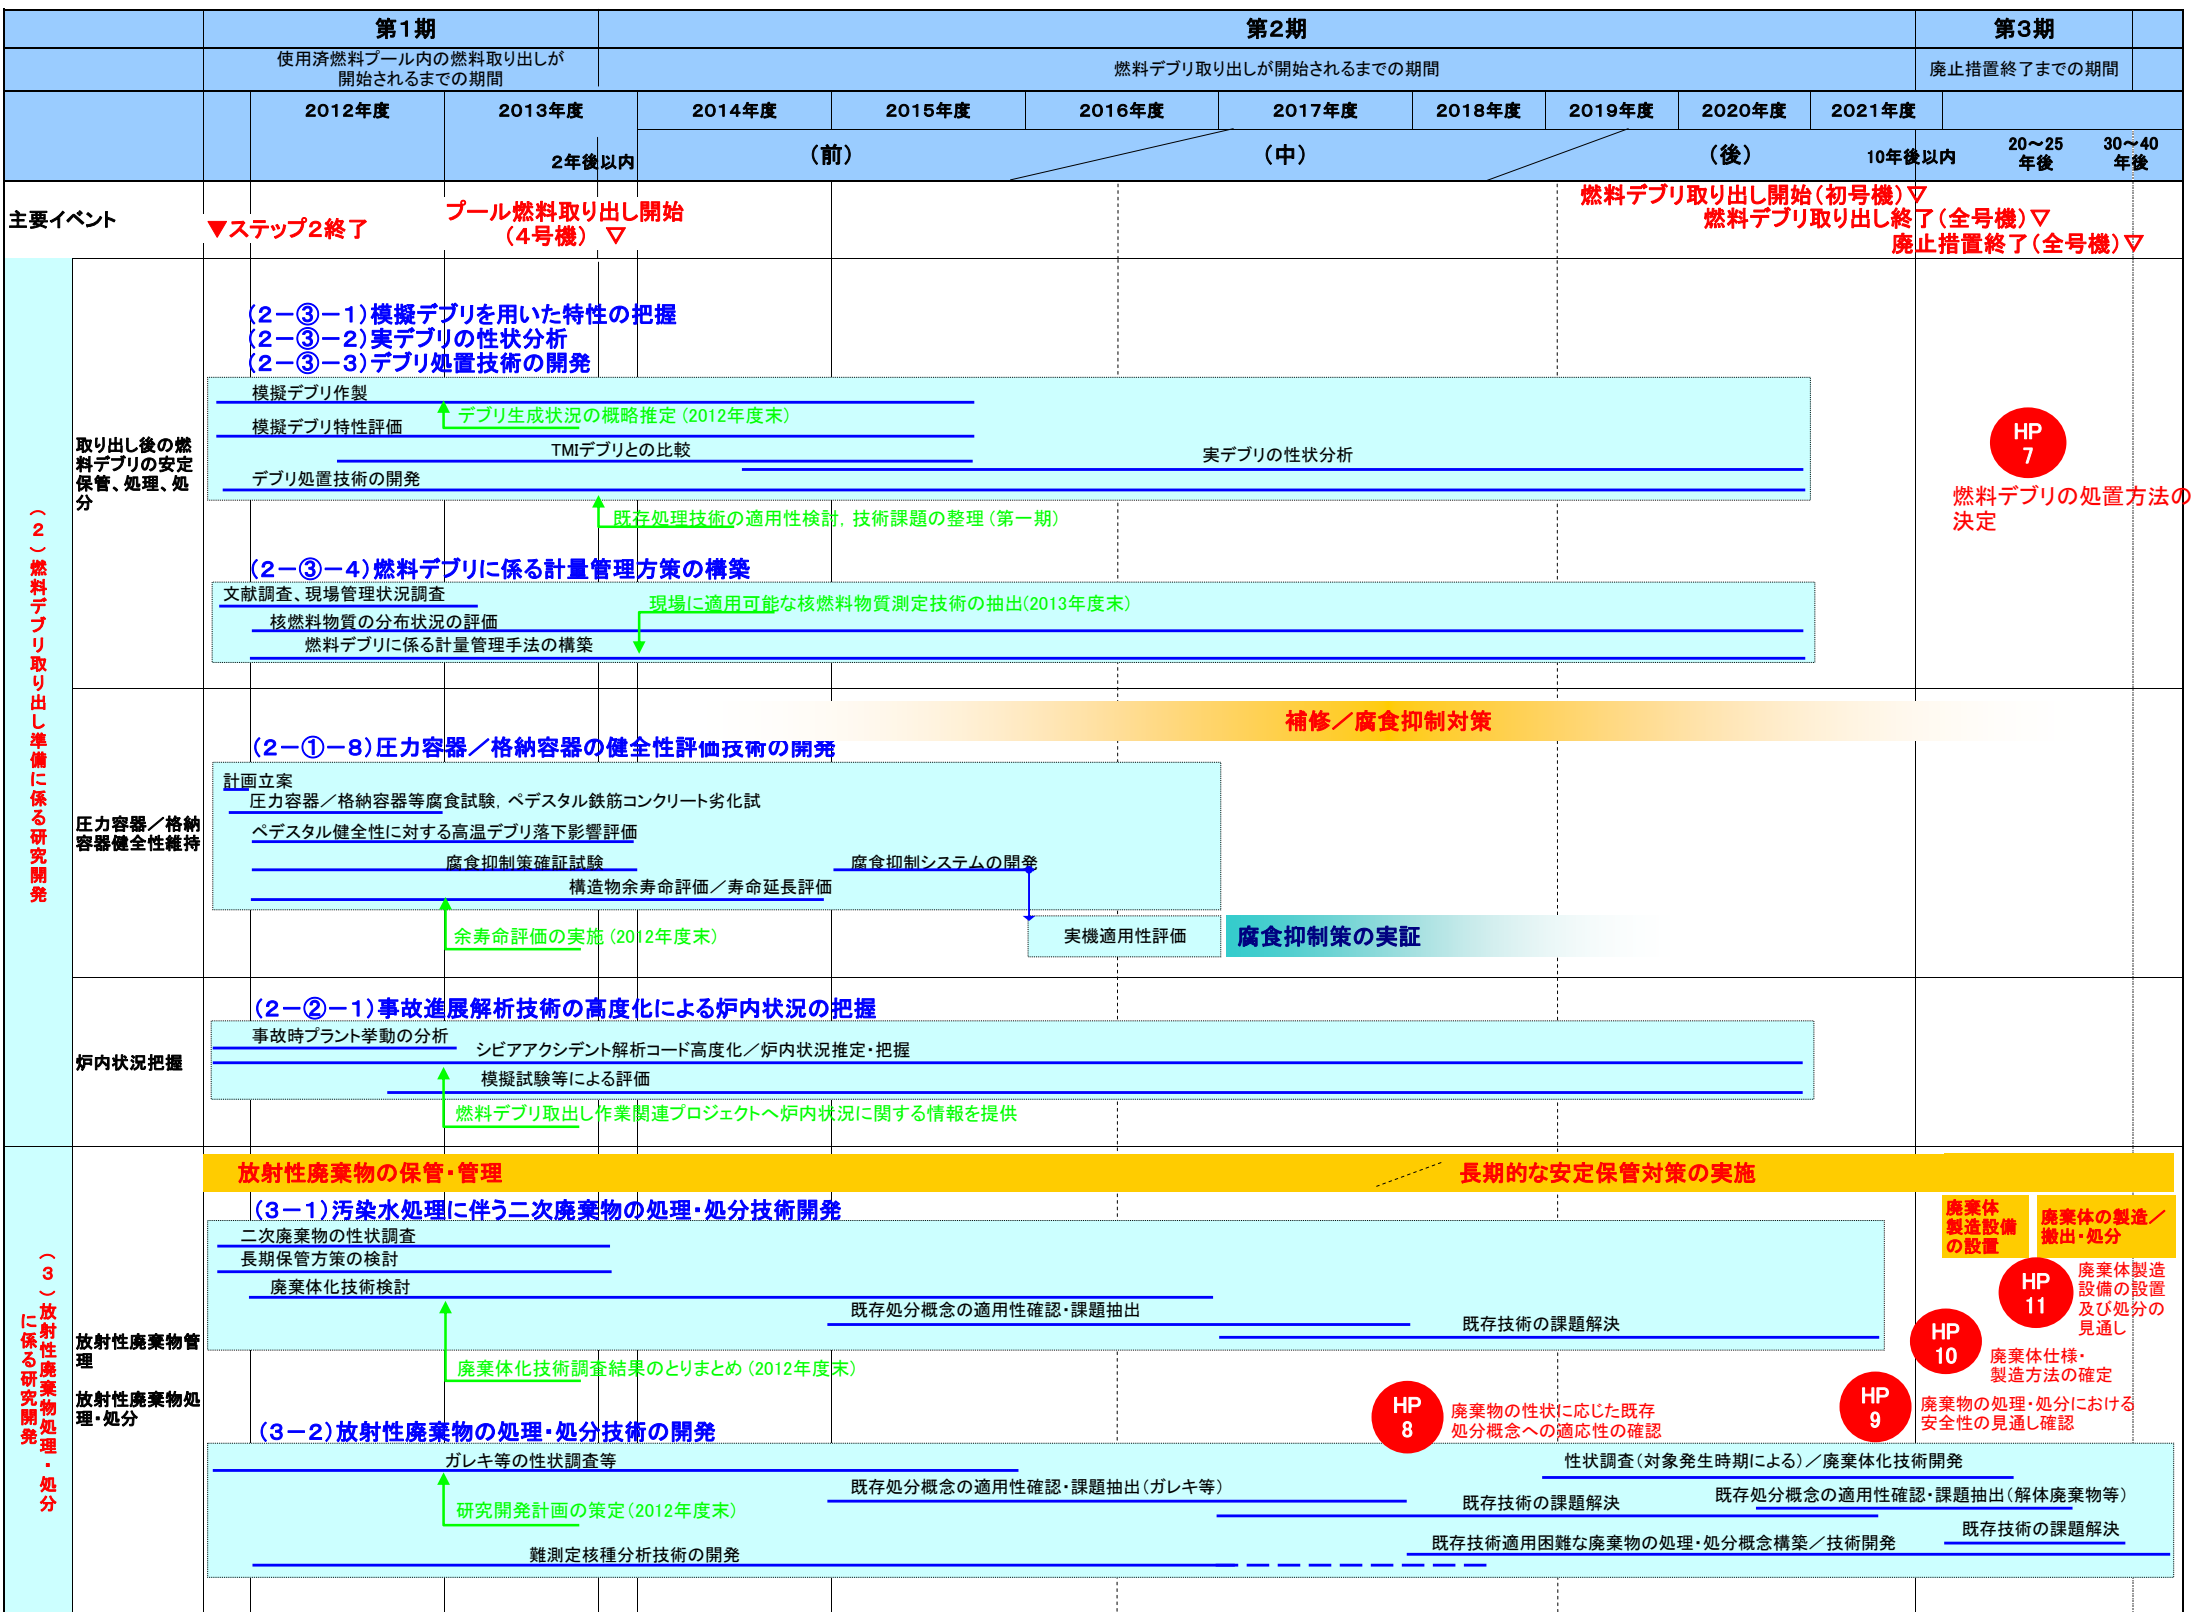 第１期
第２期
第３期
使用済燃料プール内の燃料取り出しが
開始されるまでの期間
燃料デブリ取り出しが開始されるまでの期間
廃止措置終了までの期間
2012年度
2013年度
2014年度
2015年度
2016年度
2017年度
2018年度
2019年度
2020年度
2021年度
2年後以内
（前）
（中）
（後）
10年後以内
20～25
年後
30～40
年後
主要イベント
▼ステップ２終了
プール燃料取り出し開始
（４号機） ▽
燃料デブリ取り出し開始（初号機）▽
燃料デブリ取り出し終了（全号機）▽
廃止措置終了（全号機）▽
（２）燃料デブリ取り出し準備に係る研究開発
取り出し後の燃
料デブリの安定
保管、処理、処
分
（２－③－１）模擬デブリを用いた特性の把握
（２－③－２）実デブリの性状分析
（２－③－３）デブリ処置技術の開発
模擬デブリ作製
デブリ生成状況の概略推定（2012年度末）
模擬デブリ特性評価
TMIデブリとの比較
実デブリの性状分析
デブリ処置技術の開発
既存処理技術の適用性検討，技術課題の整理（第一期）
HP
7
燃料デブリの処置方法の
決定
（２－③－４）燃料デブリに係る計量管理方策の構築
文献調査、現場管理状況調査
現場に適用可能な核燃料物質測定技術の抽出(2013年度末）
核燃料物質の分布状況の評価
燃料デブリに係る計量管理手法の構築
圧力容器／格納
容器健全性維持
補修／腐食抑制対策
（２－①－８）圧力容器／格納容器の健全性評価技術の開発
計画立案
圧力容器／格納容器等腐食試験，ペデスタル鉄筋コンクリート劣化試
ペデスタル健全性に対する高温デブリ落下影響評価
腐食抑制策確証試験
腐食抑制システムの開発
構造物余寿命評価／寿命延長評価
余寿命評価の実施（2012年度末）
実機適用性評価
腐食抑制策の実証
炉内状況把握
（２－②－１）事故進展解析技術の高度化による炉内状況の把握
事故時プラント挙動の分析
シビアアクシデント解析コード高度化／炉内状況推定・把握
模擬試験等による評価
燃料デブリ取出し作業関連プロジェクトへ炉内状況に関する情報を提供
（３）放射性廃棄物処理・処分
に係る研究開発
放射性廃棄物管
理
放射性廃棄物処
理・処分
放射性廃棄物の保管・管理
長期的な安定保管対策の実施
（３－１）汚染水処理に伴う二次廃棄物の処理・処分技術開発
二次廃棄物の性状調査
長期保管方策の検討
廃棄体化技術検討
既存処分概念の適用性確認・課題抽出
既存技術の課題解決
廃棄体化技術調査結果のとりまとめ（2012年度末）
廃棄体
製造設備
の設置
廃棄体の製造／
搬出・処分
HP
11
廃棄体製造
設備の設置
及び処分の
見通し
HP
10
廃棄体仕様・
製造方法の確定
HP
9
廃棄物の処理・処分における
安全性の見通し確認
HP
8
廃棄物の性状に応じた既存
処分概念への適応性の確認
（３－２）放射性廃棄物の処理・処分技術の開発
ガレキ等の性状調査等
性状調査（対象発生時期による）／廃棄体化技術開発
既存処分概念の適用性確認・課題抽出（ガレキ等）
既存技術の課題解決
既存処分概念の適用性確認・課題抽出（解体廃棄物等）
研究開発計画の策定（2012年度末）
既存技術の課題解決
既存技術適用困難な廃棄物の処理・処分概念構築／技術開発
難測定核種分析技術の開発